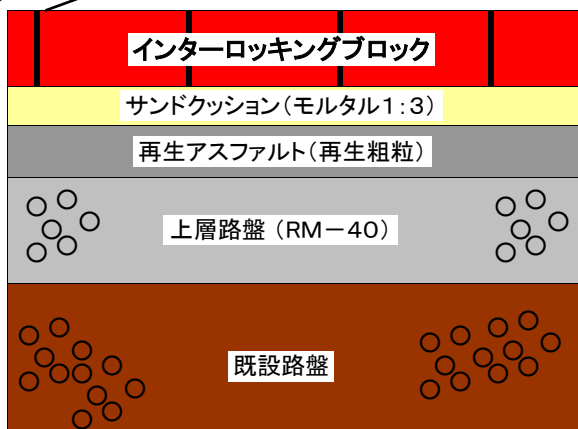 インターロッキングブロック
サンドクッション（モルタル１：３）
再生アスファルト（再生粗粒）
上層路盤（ＲＭ－４０）
既設路盤